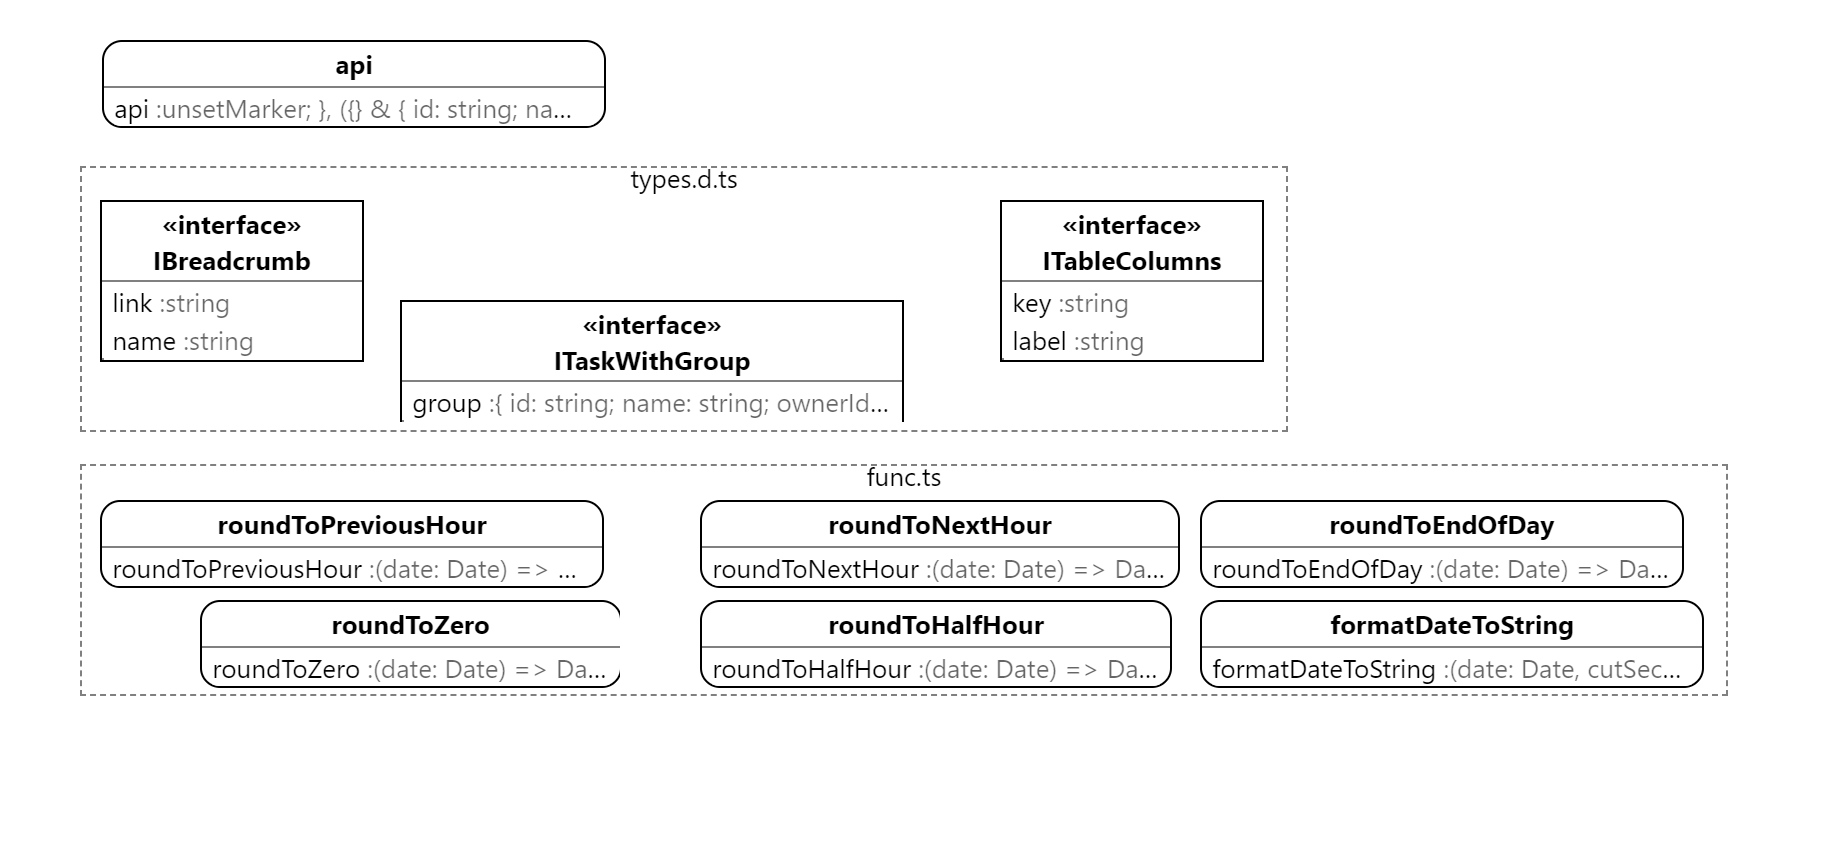 api
api :unsetMarker; }, ({} & { id: string; na...
types.d.ts
«interface»
IBreadcrumb
link :string
name :string
«interface»
ITaskWithGroup
group :{ id: string; name: string; ownerId...
«interface»
ITableColumns
key :string
label :string
func.ts
roundToPreviousHour
roundToPreviousHour :(date: Date) => ...
roundToNextHour
roundToNextHour :(date: Date) => Da...
roundToEndOfDay
roundToEndOfDay :(date: Date) => Da...
roundToZero
roundToZero :(date: Date) => Da...
roundToHalfHour
roundToHalfHour :(date: Date) => Da...
formatDateToString
formatDateToString :(date: Date, cutSec...